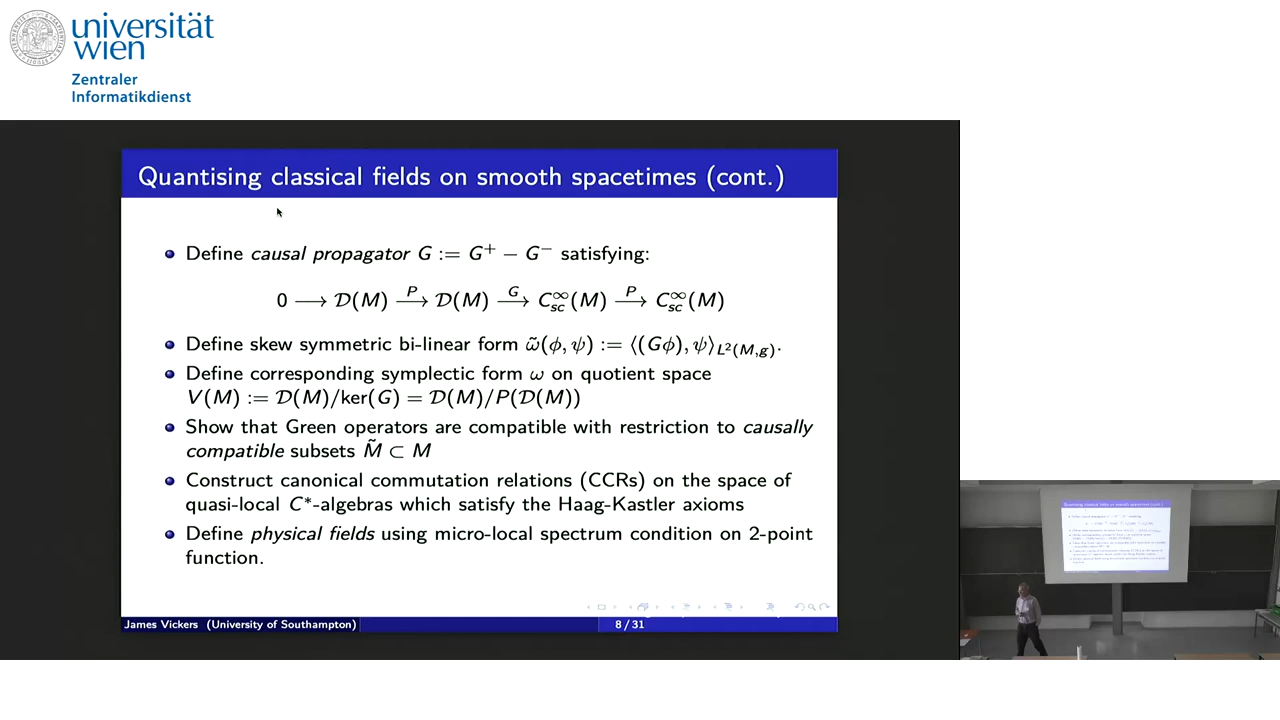 universität
wien
Zentraler
Informatikdienst
Quantising classical fields on smooth spacetimes (cont.)
Define causal propagator G := G⁺ − G⁻ satisfying:
0 ⟶ 𝒟(M) ⟶^P 𝒟(M) ⟶^G C^∞_sc(M) ⟶^P C^∞_sc(M)
Define skew symmetric bi-linear form ω̃(ϕ, ψ) := ⟨(Gϕ), ψ⟩_L²(M,g).
Define corresponding symplectic form ω on quotient space
V(M) := 𝒟(M)/ker(G) = 𝒟(M)/P(𝒟(M))
Show that Green operators are compatible with restriction to causally
compatible subsets M̃ ⊂ M
Construct canonical commutation relations (CCRs) on the space of
quasi-local C*-algebras which satisfy the Haag-Kastler axioms
Define physical fields using micro-local spectrum condition on 2-point
function.
James Vickers (University of Southampton)
8 / 31